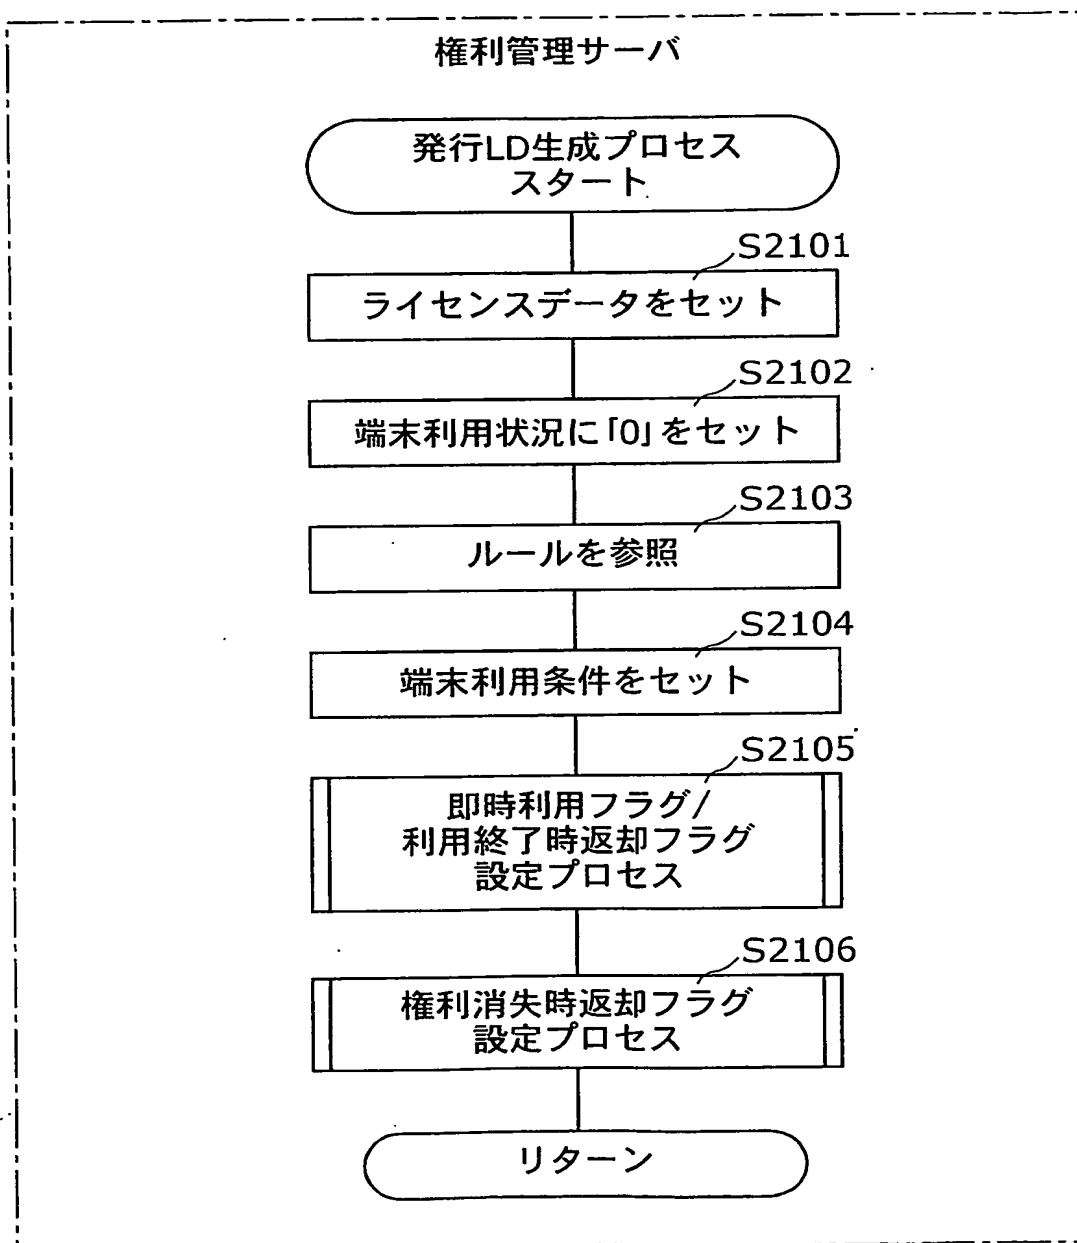 権利管理サーバ
発行LD生成プロセス
スタート
S2101
ライセンスデータをセット
S2102
端末利用状況に「0」をセット
S2103
ルールを参照
S2104
端末利用条件をセット
S2105
即時利用フラグ/
利用終了時返却フラグ
設定プロセス
S2106
権利消失時返却フラグ
設定プロセス
リターン